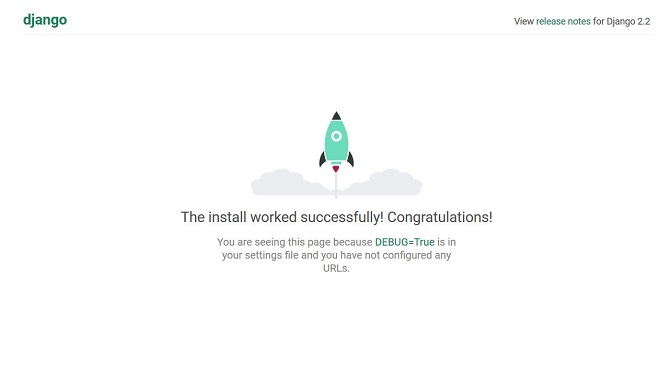 django
View release notes for Django 2.2
The install worked successfully! Congratulations!
You are seeing this page because DEBUG=True is in
your settings file and you have not configured any
URLs.